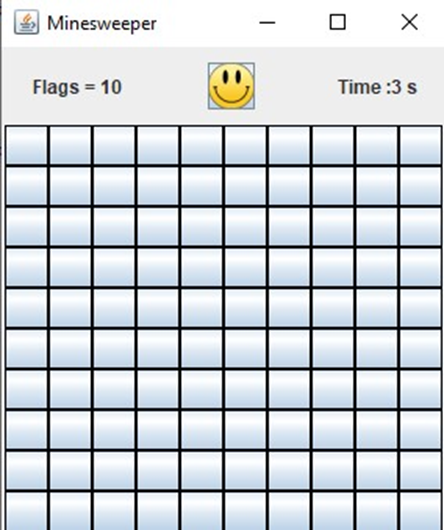 Minesweeper
Flags = 10
Time :3 s